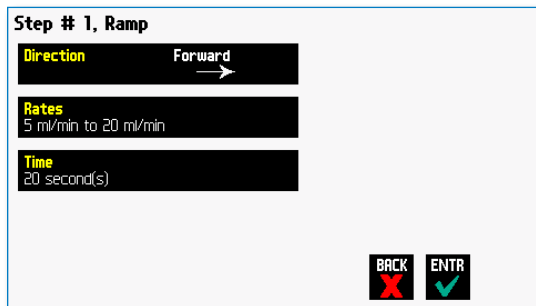 Step # 1, Ramp
Direction Forward
Rates
5 ml/min to 20 ml/min
Time
20 second(s)
BACK ENTR